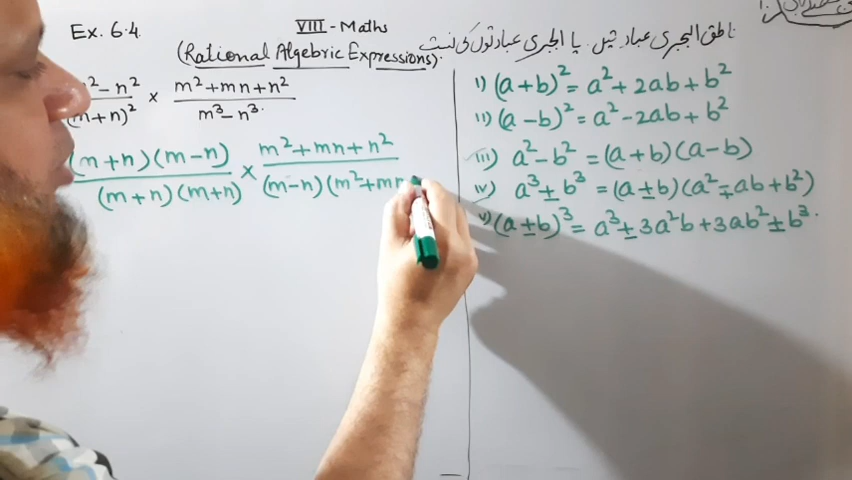 Ex. 6.4
VIII - Maths
(Rational Algebric Expressions).
ناطق الجبری عبارتیں یا الجبری عبارتوں کی نسبت
² - n² / (m + n)² × m² + mn + n² / m³ - n³.
(m + n)(m - n) / (m + n)(m + n) × m² + mn + n² / (m - n)(m² + mn
i) (a + b)² = a² + 2ab + b²
ii) (a - b)² = a² - 2ab + b²
iii) a² - b² = (a + b)(a - b)
iv) a³ ± b³ = (a ± b)(a² ∓ ab + b²)
v) (a ± b)³ = a³ ± 3a²b + 3ab² ± b³.